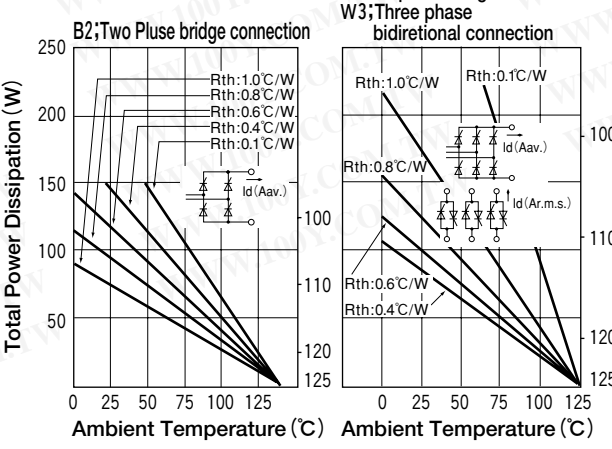 B2;Two Pluse bridge connection
W3;Three phase
bidiretional connection
Total Power Dissipation (W)
250
200
150
100
50
Rth:1.0℃/W
Rth:0.8℃/W
Rth:0.6℃/W
Rth:0.4℃/W
Rth:0.1℃/W
Id(Aav.)
100
110
120
125
0 25 50 75 100 125
Ambient Temperature (℃)
Rth:1.0℃/W
Rth:0.1℃/W
Rth:0.8℃/W
Id(Aav.)
Id(Ar.m.s.)
Rth:0.6℃/W
Rth:0.4℃/W
100
110
120
125
0 25 50 75 100 125
Ambient Temperature (℃)
WWW.100Y.COM.TW